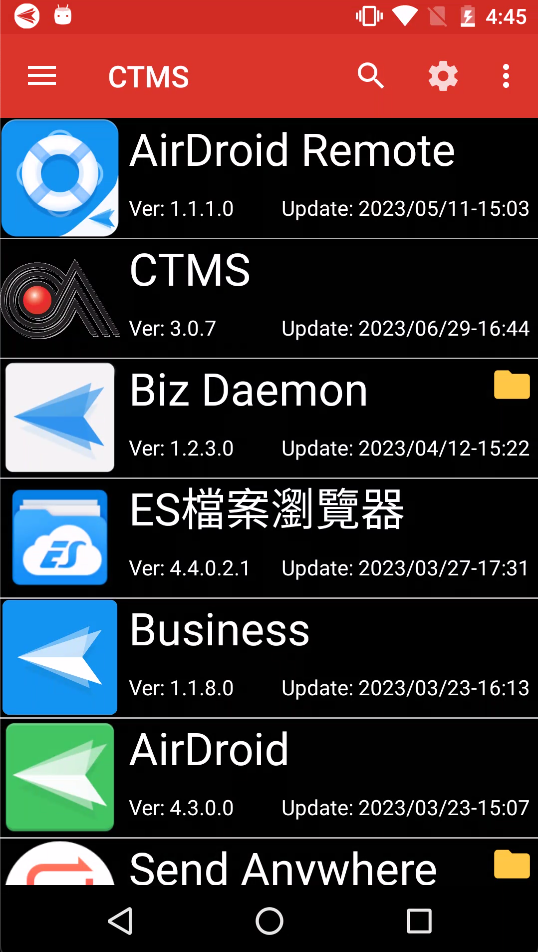 4:45
CTMS
AirDroid Remote
Ver: 1.1.1.0 Update: 2023/05/11-15:03
CTMS
Ver: 3.0.7 Update: 2023/06/29-16:44
Biz Daemon
Ver: 1.2.3.0 Update: 2023/04/12-15:22
ES檔案瀏覽器
ES
Ver: 4.4.0.2.1 Update: 2023/03/27-17:31
Business
Ver: 1.1.8.0 Update: 2023/03/23-16:13
AirDroid
Ver: 4.3.0.0 Update: 2023/03/23-15:07
Send Anywhere